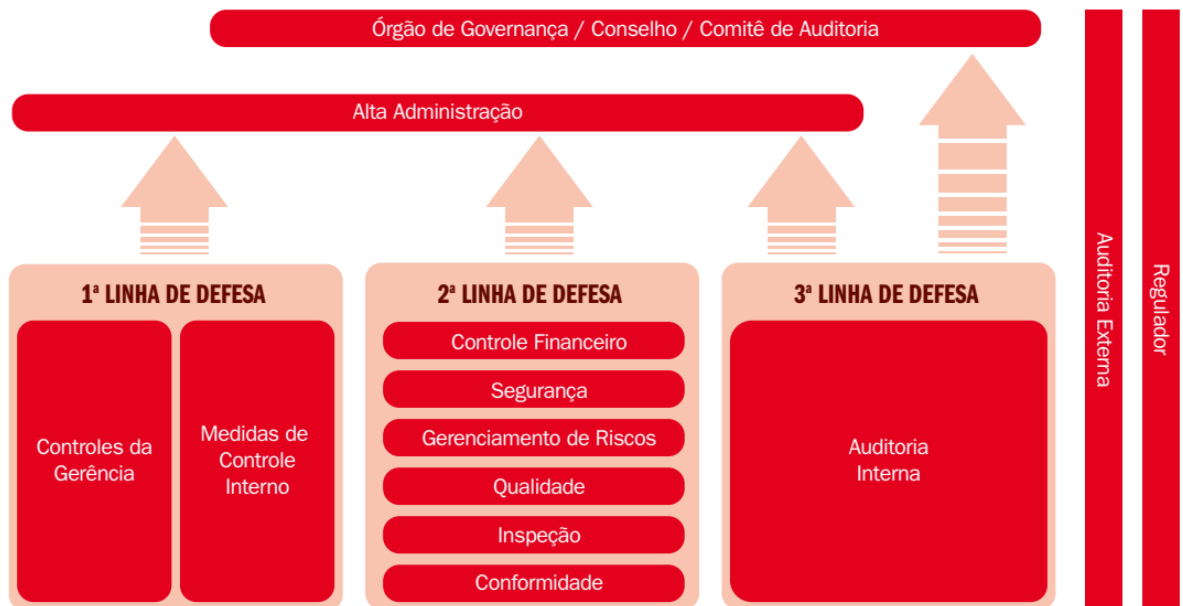 Órgão de Governança / Conselho / Comitê de Auditoria
Alta Administração
1ª LINHA DE DEFESA
Controles da
Gerência
Medidas de
Controle
Interno
2ª LINHA DE DEFESA
Controle Financeiro
Segurança
Gerenciamento de Riscos
Qualidade
Inspeção
Conformidade
3ª LINHA DE DEFESA
Auditoria
Interna
Auditoria Externa
Regulador